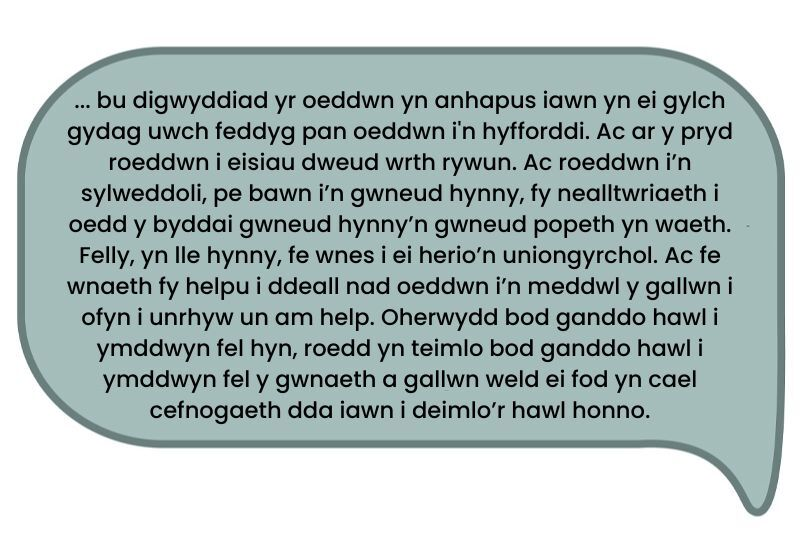 ... bu digwyddiad yr oeddwn yn anhapus iawn yn ei gylch
gydag uwch feddyg pan oeddwn i'n hyfforddi. Ac ar y pryd
roeddwn i eisiau dweud wrth rywun. Ac roeddwn i’n
sylweddoli, pe bawn i’n gwneud hynny, fy nealltwriaeth i
oedd y byddai gwneud hynny’n gwneud popeth yn waeth.
Felly, yn lle hynny, fe wnes i ei herio’n uniongyrchol. Ac fe
wnaeth fy helpu i ddeall nad oeddwn i’n meddwl y gallwn i
ofyn i unrhyw un am help. Oherwydd bod ganddo hawl i
ymddwyn fel hyn, roedd yn teimlo bod ganddo hawl i
ymddwyn fel y gwnaeth a gallwn weld ei fod yn cael
cefnogaeth dda iawn i deimlo’r hawl honno.